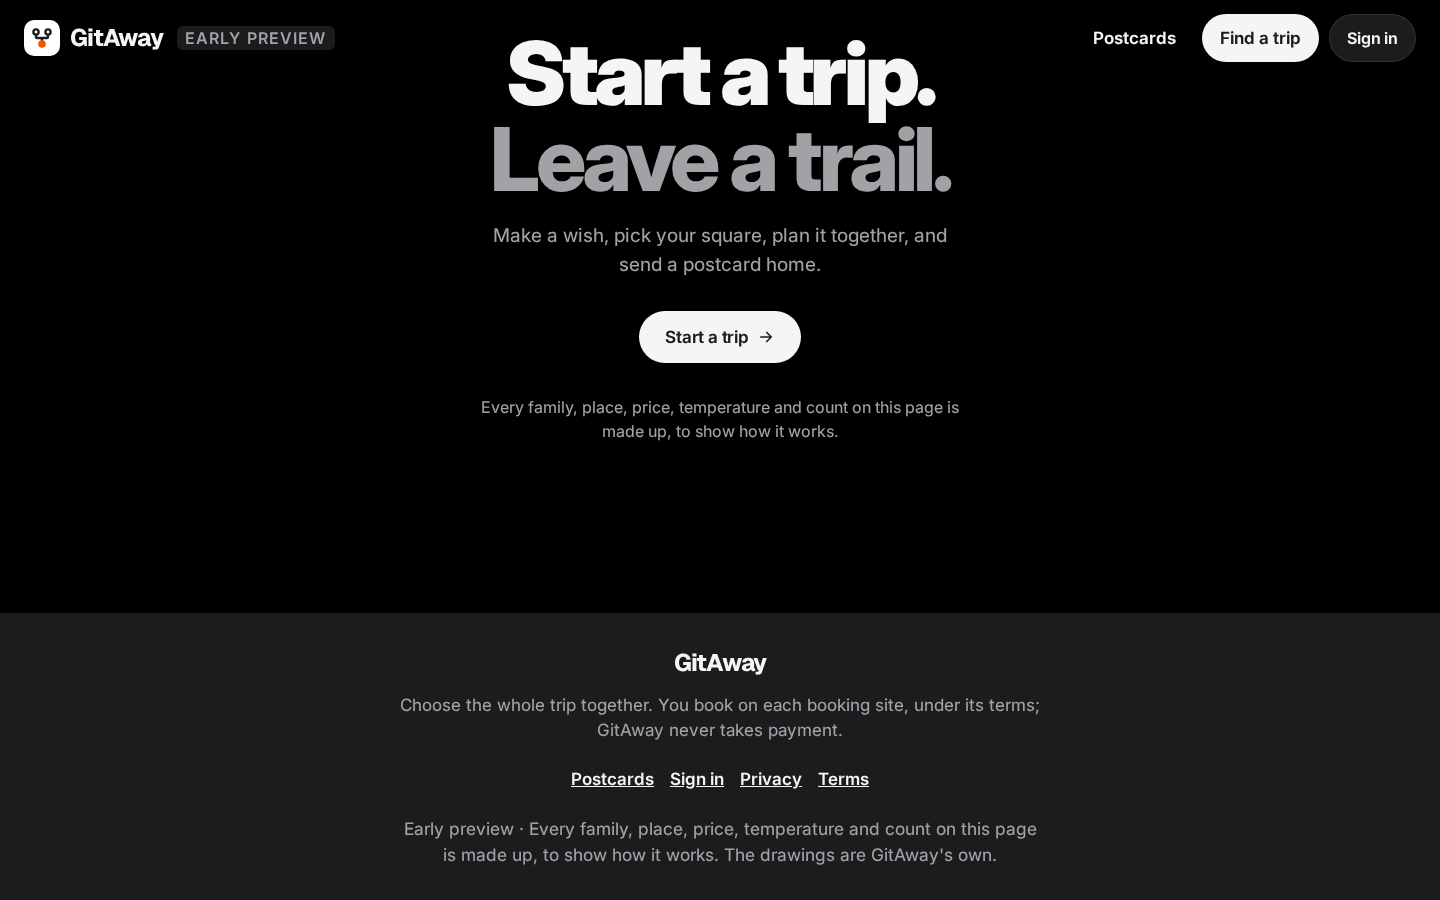 GitAway
EARLY PREVIEW
Postcards
Find a trip
Sign in
Start a trip.
Leave a trail.
Make a wish, pick your square, plan it together, and
send a postcard home.
Start a trip →
Every family, place, price, temperature and count on this page is
made up, to show how it works.
GitAway
Choose the whole trip together. You book on each booking site, under its terms;
GitAway never takes payment.
Postcards Sign in Privacy Terms
Early preview · Every family, place, price, temperature and count on this page
is made up, to show how it works. The drawings are GitAway's own.